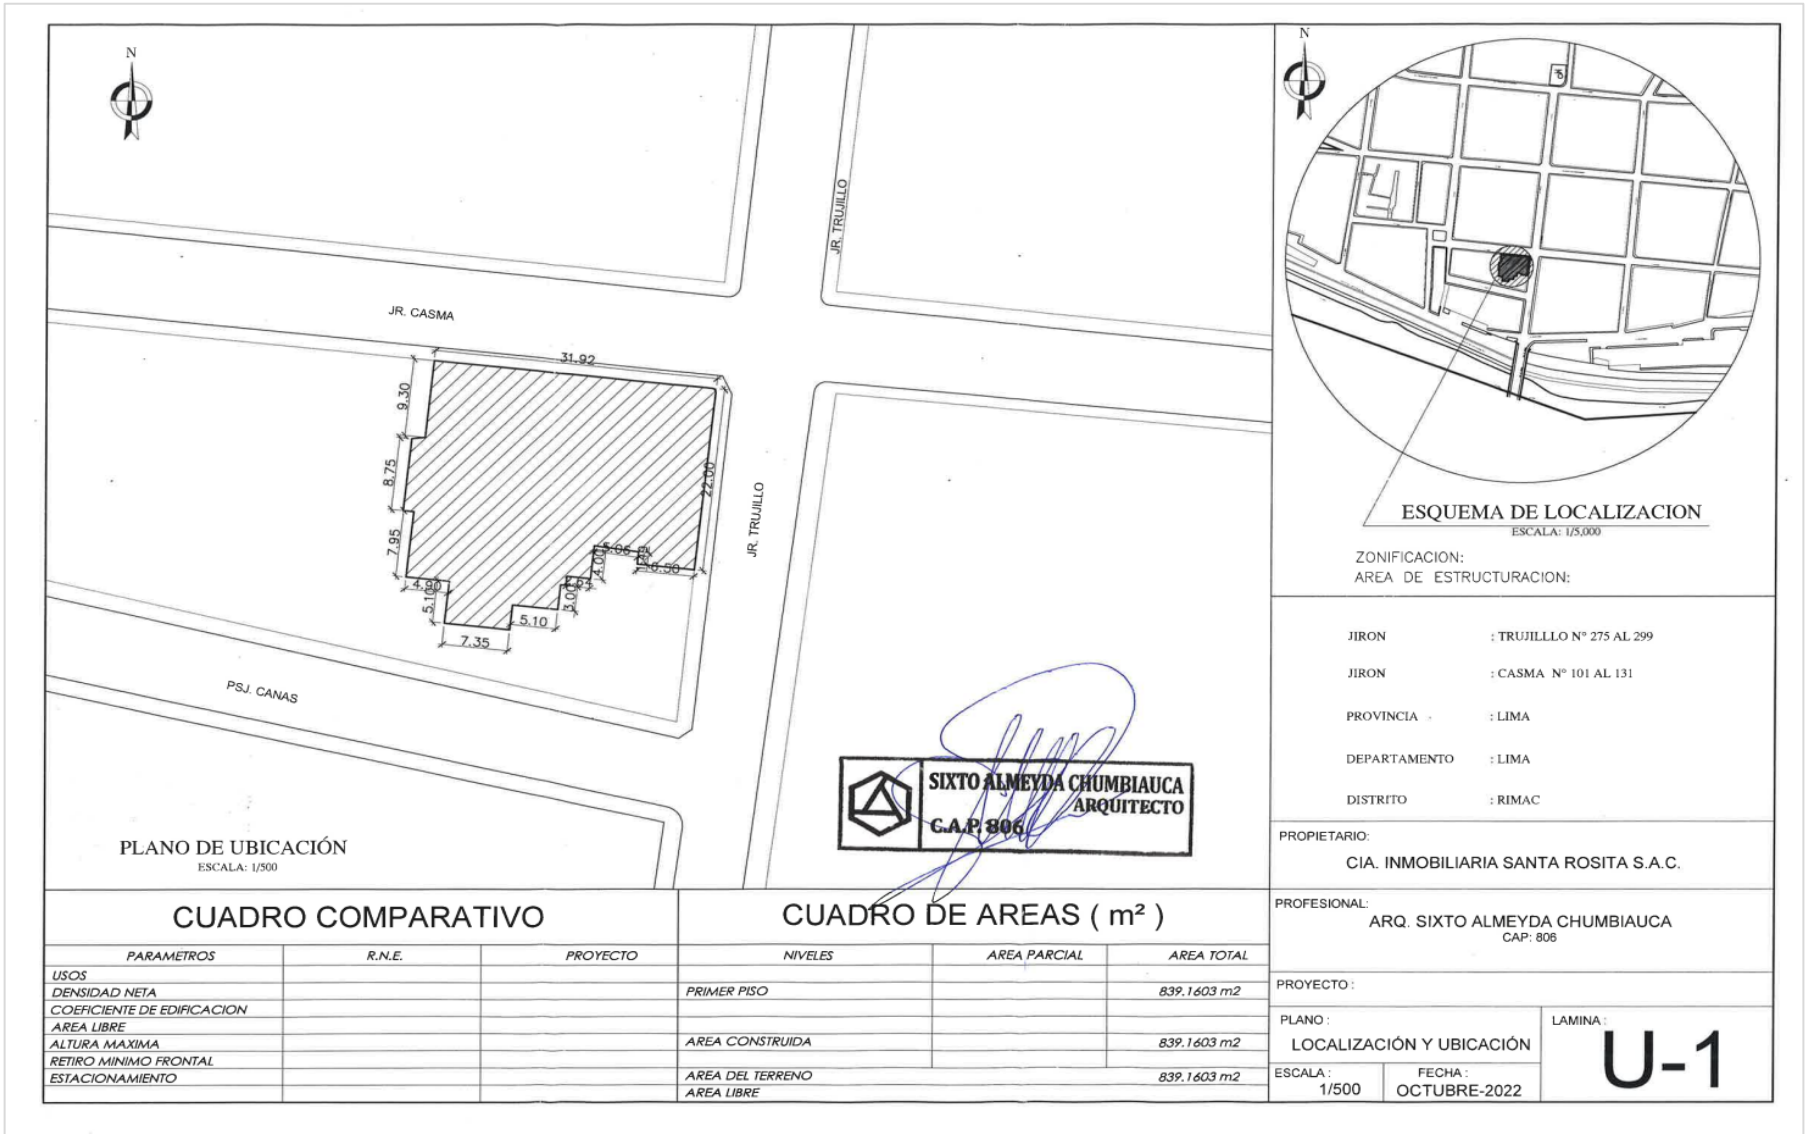 N
JR. TRUJILLO
JR. CASMA
31.92
9.30
8.75
7.95
4.90
5.10
7.35
5.10
3.00
4.00
5.06
6.50
22.00
JR. TRUJILLO
PSJ. CANAS
PLANO DE UBICACIÓN
ESCALA: 1/500
SIXTO ALMEYDA CHUMBIAUCA
ARQUITECTO
C.A.P. 806
N
ESQUEMA DE LOCALIZACION
ESCALA: 1/5,000
ZONIFICACION:
AREA DE ESTRUCTURACION:
JIRON : TRUJILLLO N° 275 AL 299
JIRON : CASMA N° 101 AL 131
PROVINCIA : LIMA
DEPARTAMENTO : LIMA
DISTRITO : RIMAC
PROPIETARIO:
CIA. INMOBILIARIA SANTA ROSITA S.A.C.
PROFESIONAL:
ARQ. SIXTO ALMEYDA CHUMBIAUCA
CAP: 806
PROYECTO :
PLANO :
LOCALIZACIÓN Y UBICACIÓN
ESCALA :
1/500
FECHA :
OCTUBRE-2022
LAMINA :
U-1
CUADRO COMPARATIVO
PARAMETROS R.N.E. PROYECTO
USOS
DENSIDAD NETA
COEFICIENTE DE EDIFICACION
AREA LIBRE
ALTURA MAXIMA
RETIRO MINIMO FRONTAL
ESTACIONAMIENTO
CUADRO DE AREAS ( m² )
NIVELES AREA PARCIAL AREA TOTAL
PRIMER PISO 839.1603 m2
AREA CONSTRUIDA 839.1603 m2
AREA DEL TERRENO 839.1603 m2
AREA LIBRE